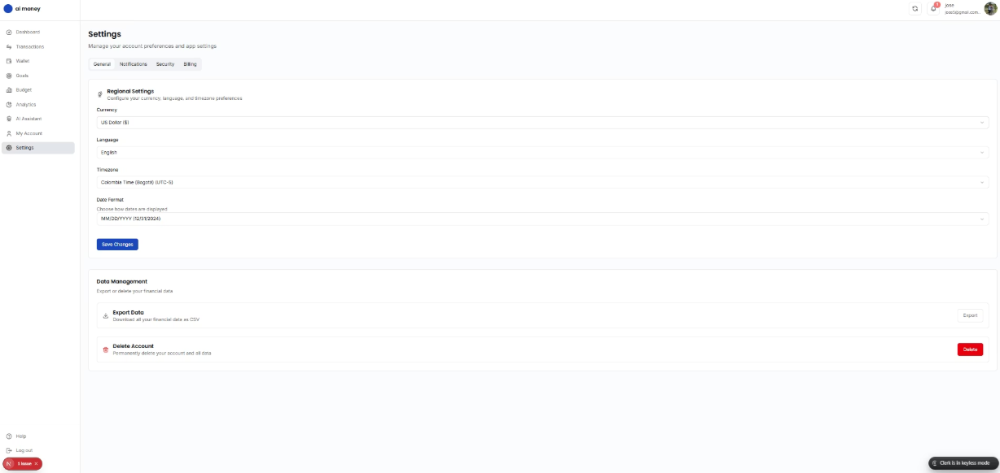 ai money
jose
jose5@gmail.com...
Dashboard
Transactions
Wallet
Goals
Budget
Analytics
AI Assistant
My Account
Settings
Settings
Manage your account preferences and app settings
General Notifications Security Billing
Regional Settings
Configure your currency, language, and timezone preferences
Currency
US Dollar ($)
Language
English
Timezone
Colombia Time (Bogotá) (UTC-5)
Date Format
Choose how dates are displayed
MM/DD/YYYY (12/31/2024)
Save Changes
Data Management
Export or delete your financial data
Export Data
Download all your financial data as CSV
Export
Delete Account
Permanently delete your account and all data
Delete
Help
Log out
N 1 Issue
Clerk is in keyless mode